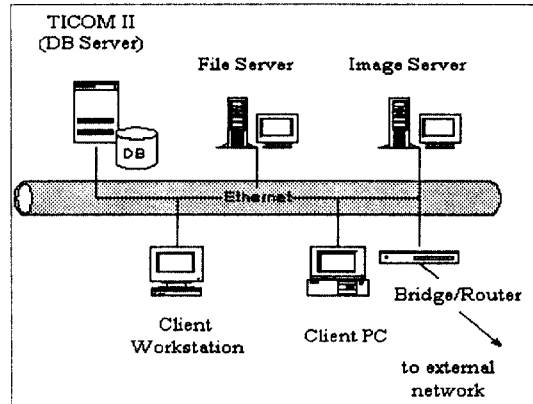 TICOM II
(DB Server)
File Server
Image Server
DB
Ethernet
Client
Workstation
Client PC
Bridge/Router
to external
network